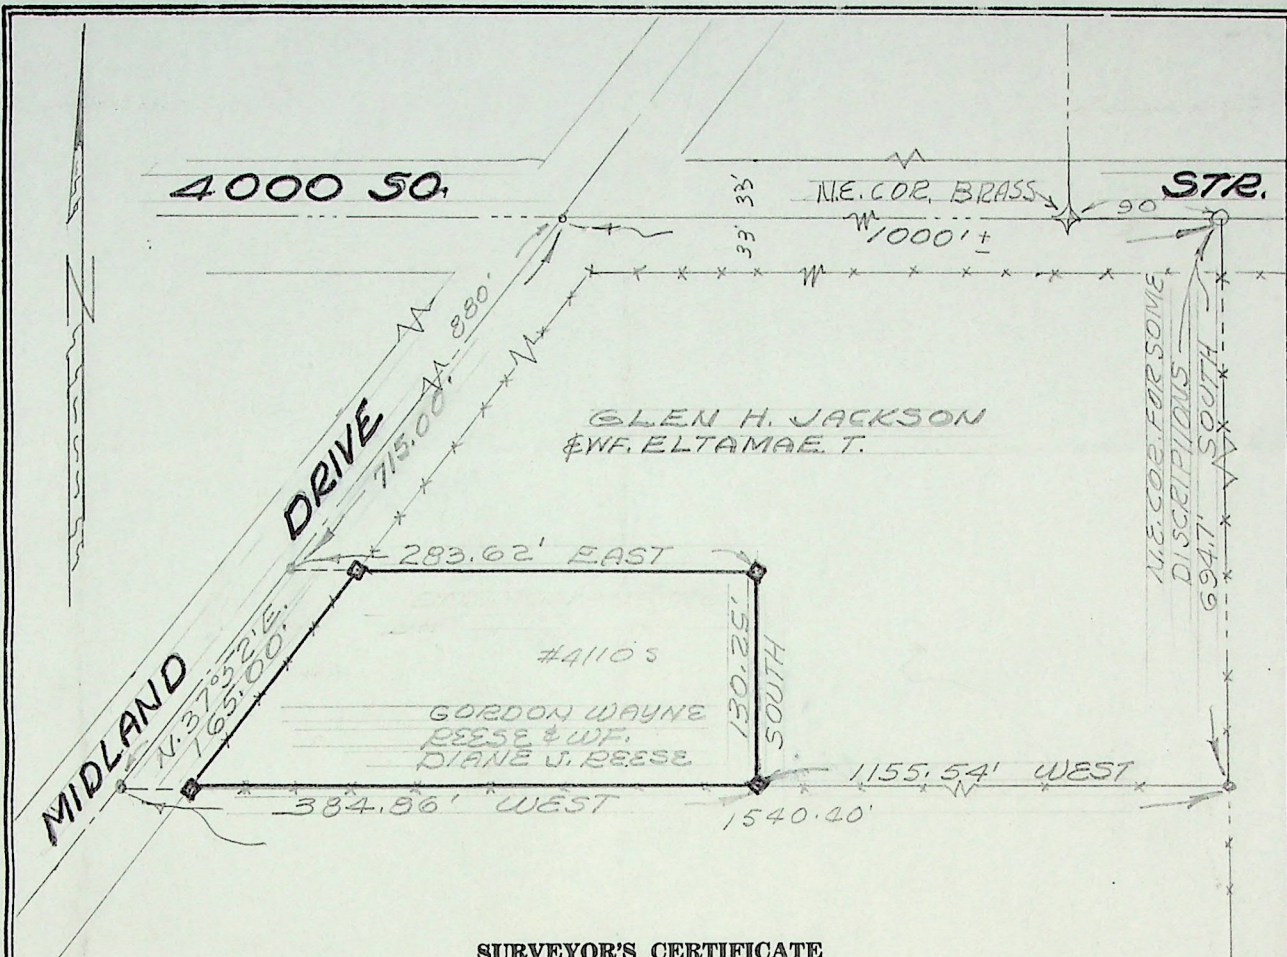 4000 SO.
STR.
N.E. COR. BRASS
90'
33'
33'
1000' ±
N
880'
715.00'
DRIVE
MIDLAND
GLEN H. JACKSON
& WF. ELTAMAE T.
N.E. COR. FOR SOME
DISCRIPTIONS
694.7' SOUTH
283.62' EAST
N. 37°52' E.
165.00'
#4110 S
130.25'
SOUTH
GORDON WAYNE
REESE & WF.
DIANE J. REESE
384.86' WEST
1155.54' WEST
1540.40'
SURVEYOR'S CERTIFICATE